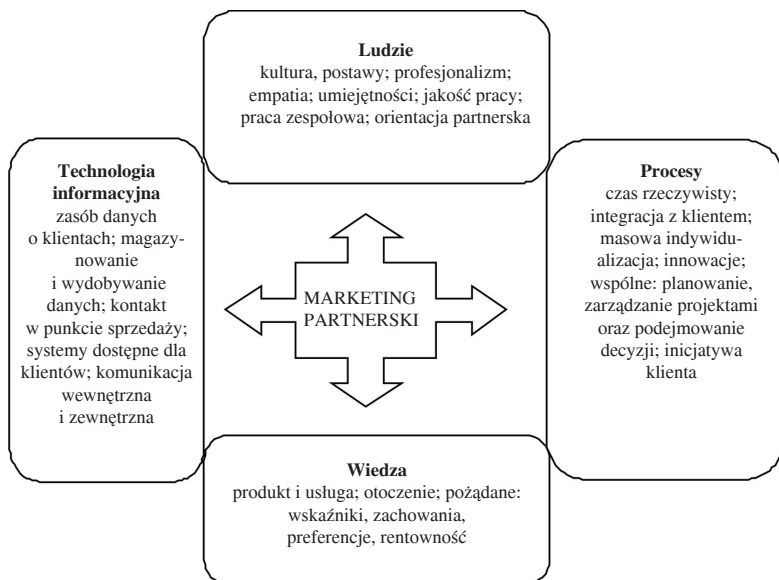 Ludzie
kultura, postawy; profesjonalizm;
empatia; umiejętności; jakość pracy;
praca zespołowa; orientacja partnerska
Technologia
informacyjna
zasób danych
o klientach; magazy-
nowanie
i wydobywanie
danych; kontakt
w punkcie sprzedaży;
systemy dostępne dla
klientów; komunikacja
wewnętrzna
i zewnętrzna
MARKETING
PARTNERSKI
Procesy
czas rzeczywisty;
integracja z klientem;
masowa indywidu-
alizacja; innowacje;
wspólne: planowanie,
zarządzanie projektami
oraz podejmowanie
decyzji; inicjatywa
klienta
Wiedza
produkt i usługa; otoczenie; pożądane:
wskaźniki, zachowania,
preferencje, rentowność